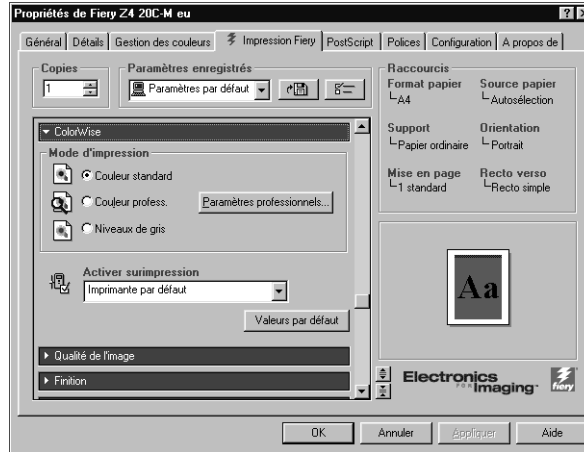 Propriétés de Fiery Z4 20C-M eu
Général Détails Gestion des couleurs Impression Fiery PostScript Polices Configuration A propos de
Copies
1
Paramètres enregistrés
Paramètres par défaut
ColorWise
Mode d'impression
Couleur standard
Couleur profess.
Paramètres professionnels...
Niveaux de gris
Activer surimpression
Imprimante par défaut
Valeurs par défaut
Qualité de l'image
Finition
Raccourcis
Format papier
A4
Source papier
Autosélection
Support
Papier ordinaire
Orientation
Portrait
Mise en page
1 standard
Recto verso
Recto simple
Aa
Electronics
FOR Imaging
fiery
OK Annuler Appliquer Aide